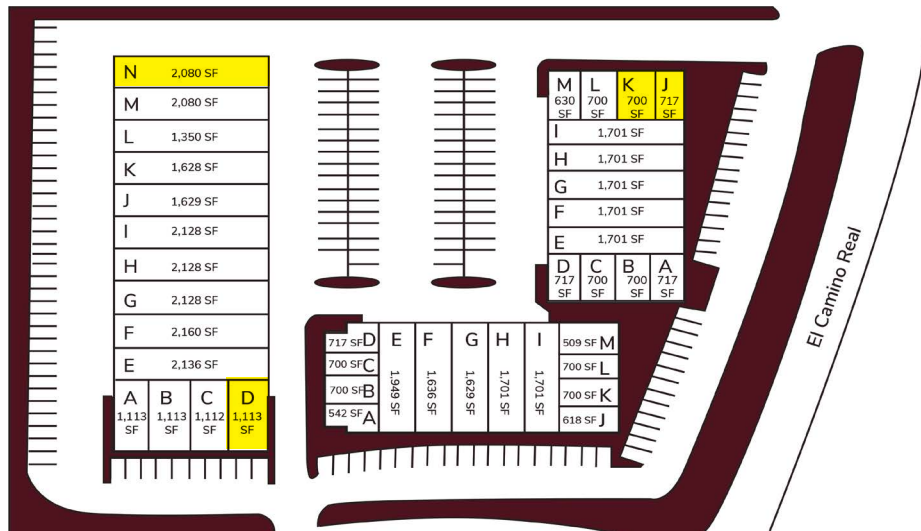 N 2,080 SF
M 2,080 SF
L 1,350 SF
K 1,628 SF
J 1,629 SF
I 2,128 SF
H 2,128 SF
G 2,128 SF
F 2,160 SF
E 2,136 SF
A B C D
1,113 1,113 1,112 1,113
SF SF SF SF
M L K J
630 700 700 717
SF SF SF SF
I 1,701 SF
H 1,701 SF
G 1,701 SF
F 1,701 SF
E 1,701 SF
D C B A
717 700 700 717
SF SF SF SF
717 SF D
700 SF C
700 SF B
542 SF A
E 1,949 SF
F 1,636 SF
G 1,629 SF
H 1,701 SF
I 1,701 SF
509 SF M
700 SF L
700 SF K
618 SF J
El Camino Real